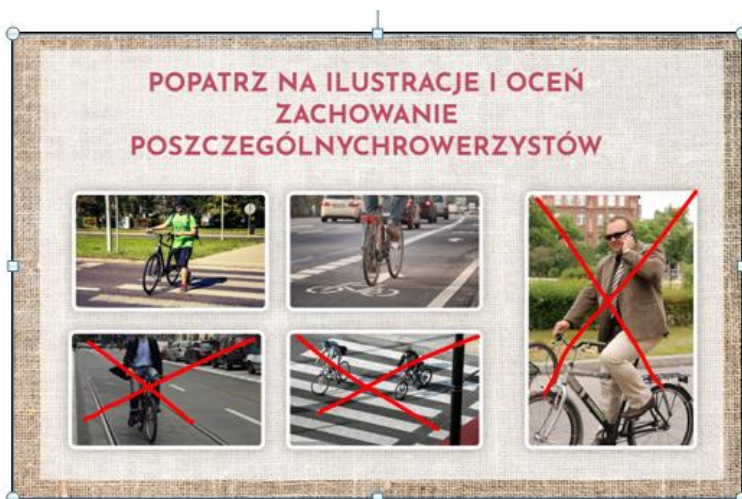 POPATRZ NA ILUSTRACJE I OCEŃ
ZACHOWANIE
POSZCZEGÓLNYCHROWERZYSTÓW